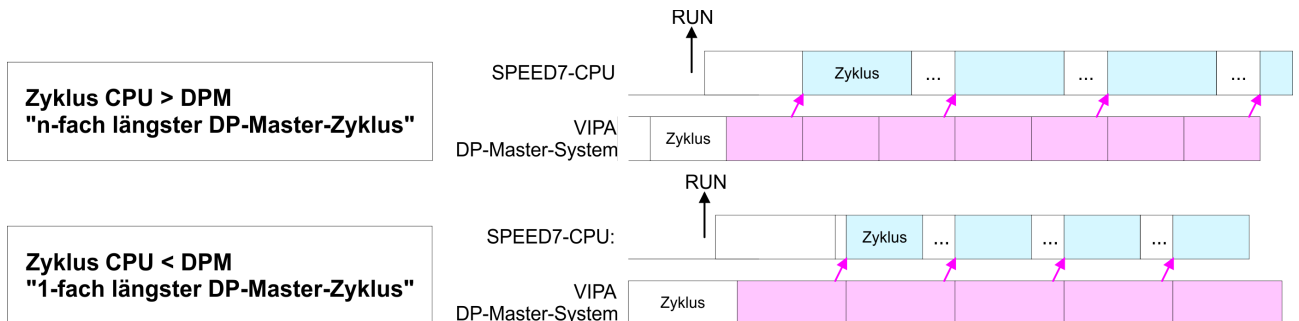 RUN
SPEED7-CPU
Zyklus
...
...
...
Zyklus CPU > DPM
"n-fach längster DP-Master-Zyklus"
VIPA
DP-Master-System
Zyklus
RUN
SPEED7-CPU:
Zyklus
...
...
...
Zyklus CPU < DPM
"1-fach längster DP-Master-Zyklus"
VIPA
DP-Master-System
Zyklus